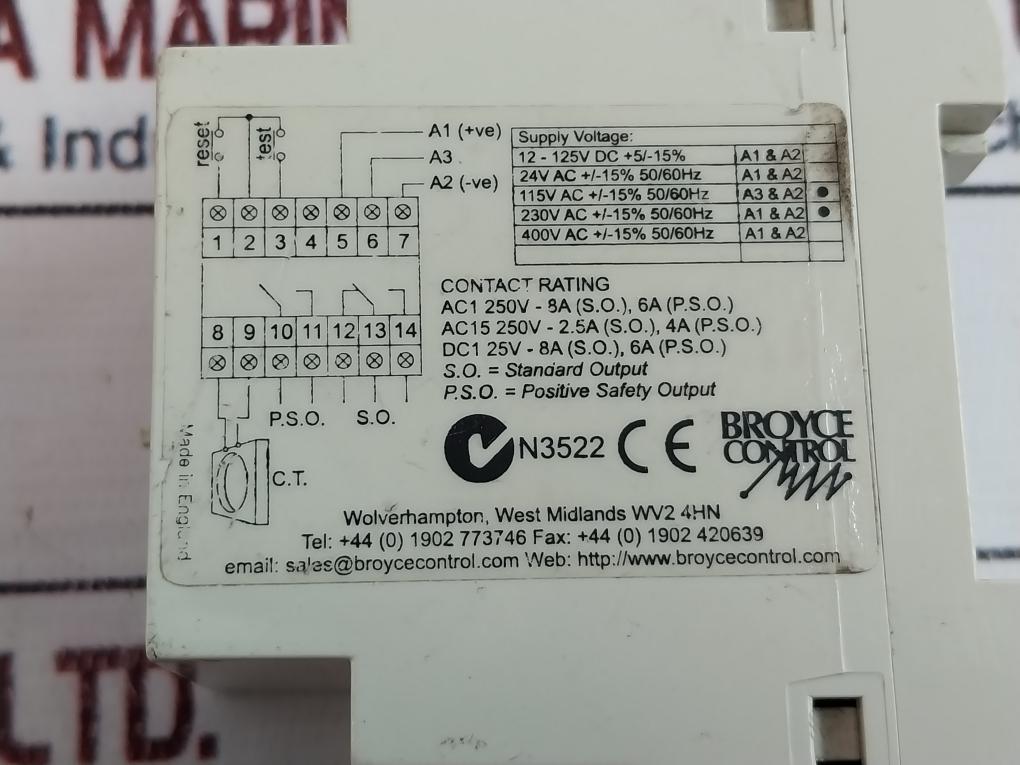 A MARIN
& Ind
reset
test
A1 (+ve)
A3
A2 (-ve)
Supply Voltage:
12 - 125V DC +5/-15% A1 & A2
24V AC +/-15% 50/60Hz A1 & A2
115V AC +/-15% 50/60Hz A3 & A2 ●
230V AC +/-15% 50/60Hz A1 & A2 ●
400V AC +/-15% 50/60Hz A1 & A2
1 2 3 4 5 6 7
8 9 10 11 12 13 14
P.S.O. S.O.
C.T.
Made in England
CONTACT RATING
AC1 250V - 8A (S.O.), 6A (P.S.O.)
AC15 250V - 2.5A (S.O.), 4A (P.S.O.)
DC1 25V - 8A (S.O.), 6A (P.S.O.)
S.O. = Standard Output
P.S.O. = Positive Safety Output
N3522 CE
BROYCE
CONTROL
Wolverhampton, West Midlands WV2 4HN
Tel: +44 (0) 1902 773746 Fax: +44 (0) 1902 420639
email: sales@broycecontrol.com Web: http://www.broycecontrol.com
LTD.